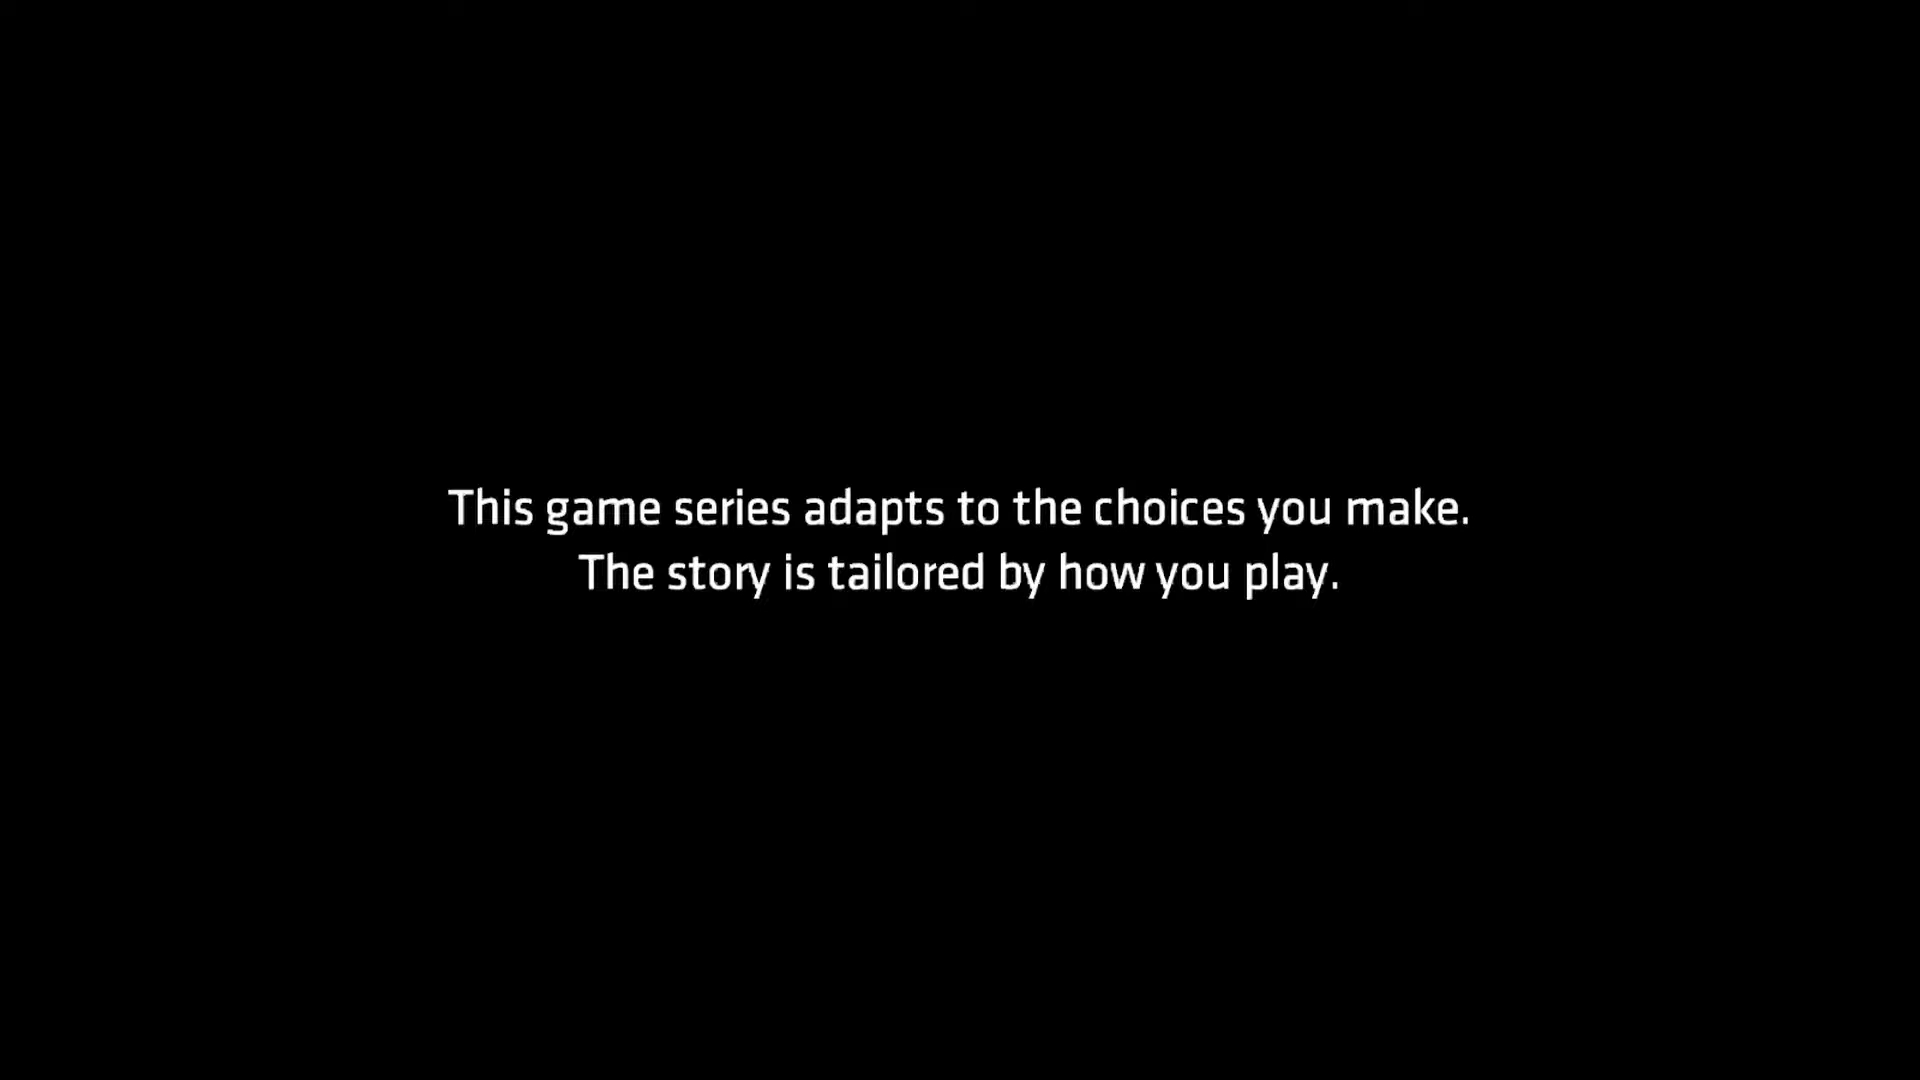 This game series adapts to the choices you make.
The story is tailored by how you play.